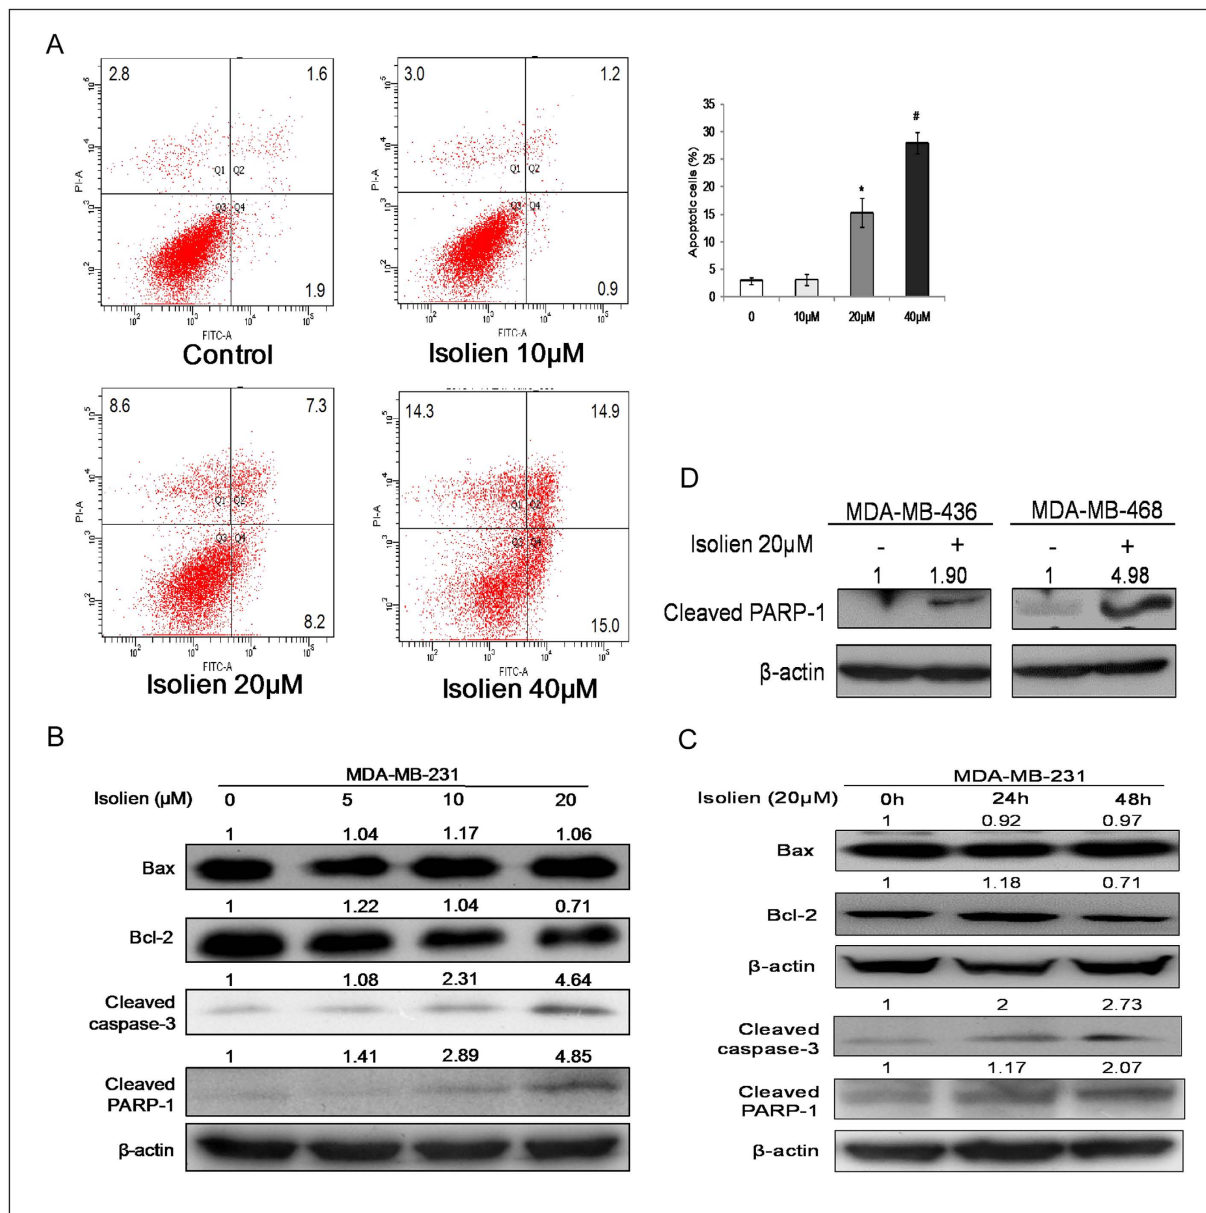 A
2.8
1.6
Q1 Q2
Q3 Q4
1.9
PI-A
FITC-A
Control
3.0
1.2
Q1 Q2
Q3 Q4
0.9
PI-A
FITC-A
Isolien 10µM
8.6
7.3
Q1 Q2
Q3 Q4
8.2
PI-A
FITC-A
Isolien 20µM
14.3
14.9
Q1 Q2
Q3 Q4
15.0
PI-A
FITC-A
Isolien 40µM
Apoptotic cells (%)
35
30
25
20
15
10
5
0
*
#
0 10µM 20µM 40µM
D
MDA-MB-436 MDA-MB-468
Isolien 20µM - + - +
1 1.90 1 4.98
Cleaved PARP-1
β-actin
B
MDA-MB-231
Isolien (µM) 0 5 10 20
1 1.04 1.17 1.06
Bax
1 1.22 1.04 0.71
Bcl-2
1 1.08 2.31 4.64
Cleaved
caspase-3
1 1.41 2.89 4.85
Cleaved
PARP-1
β-actin
C
MDA-MB-231
Isolien (20µM) 0h 24h 48h
1 0.92 0.97
Bax
1 1.18 0.71
Bcl-2
β-actin
1 2 2.73
Cleaved
caspase-3
1 1.17 2.07
Cleaved
PARP-1
β-actin